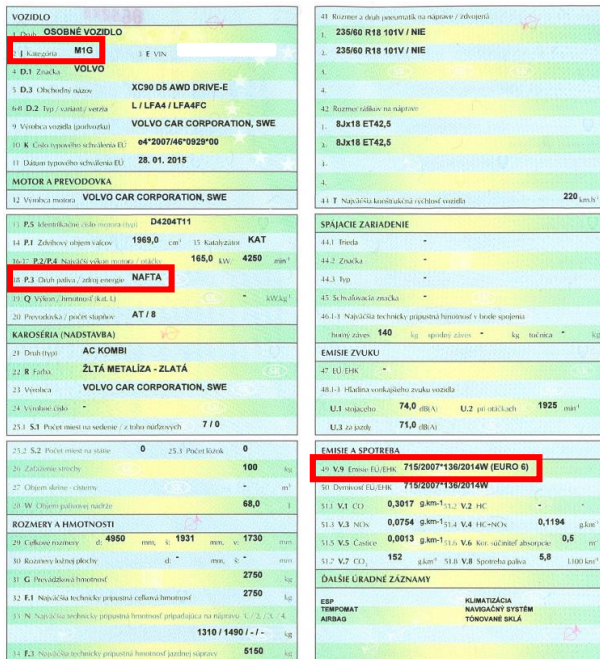 VOZIDLO
1 Druh OSOBNÉ VOZIDLO
2 J Kategória M1G 3 E VIN
4 D.1 Značka VOLVO
5 D.3 Obchodný názov XC90 D5 AWD DRIVE-E
6-8 D.2 Typ / variant / verzia L / LFA4 / LFA4FC
9 Výrobca vozidla (podvozku) VOLVO CAR CORPORATION, SWE
10 K Číslo typového schválenia EÚ e4*2007/46*0929*00
11 Dátum typového schválenia EÚ 28. 01. 2015
MOTOR A PREVODOVKA
12 Výrobca motora VOLVO CAR CORPORATION, SWE
13 P.5 Identifikačné číslo motora (typ) D4204T11
14 P.1 Zdvihový objem valcov 1969,0 cm³ 15 Katalyzátor KAT
16-17 P.2/P.4 Najväčší výkon motora / otáčky 165,0 kW/ 4250 min⁻¹
18 P.3 Druh paliva / zdroj energie NAFTA
19 Q Výkon / hmotnosť (kat. L) - kW.kg⁻¹
20 Prevodovka / počet stupňov AT / 8
KAROSÉRIA (NADSTAVBA)
21 Druh (typ) AC KOMBI
22 R Farba ŽLTÁ METALÍZA - ZLATÁ
23 Výrobca VOLVO CAR CORPORATION, SWE
24 Výrobné číslo -
25.1 S.1 Počet miest na sedenie / z toho núdzových 7 / 0
25.2 S.2 Počet miest na státie 0 25.3 Počet lôžok 0
26 Zaťaženie strechy 100 kg
27 Objem skrine - cisterny - m³
28 W Objem palivovej nádrže 68,0 l
ROZMERY A HMOTNOSTI
29 Celkové rozmery d: 4950 mm, š: 1931 mm, v: 1730 mm
30 Rozmery ložnej plochy d: - mm, š: - mm
31 G Prevádzková hmotnosť 2750 kg
32 F.1 Najväčšia technicky prípustná celková hmotnosť 2750 kg
33 N Najväčšia technicky prípustná hmotnosť pripadajúca na nápravu 1. / 2. / 3. / 4.
1310 / 1490 / - / - kg
34 F.3 Najväčšia technicky prípustná hmotnosť jazdnej súpravy 5150 kg
41 Rozmer a druh pneumatík na náprave / zdvojená
1. 235/60 R18 101V / NIE
2. 235/60 R18 101V / NIE
3.
4.
42 Rozmer ráfikov na náprave
1. 8Jx18 ET42,5
2. 8Jx18 ET42,5
3.
4.
43 T Najväčšia konštrukčná rýchlosť vozidla 220 km.h⁻¹
SPÁJACIE ZARIADENIE
44.1 Trieda -
44.2 Značka -
44.3 Typ -
45 Schvaľovacia značka -
46.1-3 Najväčšia technicky prípustná hmotnosť v bode spojenia
horný záves 140 kg spodný záves - kg točnica - kg
EMISIE ZVUKU
47 EÚ/EHK -
48.1-3 Hladina vonkajšieho zvuku vozidla
U.1 stojaceho 74,0 dB(A) U.2 pri otáčkach 1925 min⁻¹
U.3 za jazdy 71,0 dB(A)
EMISIE A SPOTREBA
49 V.9 Emisie EÚ/EHK 715/2007*136/2014W (EURO 6)
50 Dymivosť EÚ/EHK 715/2007*136/2014W
51.1 V.1 CO 0,3017 g.km-1 51.2 V.2 HC -
51.3 V.3 NOx 0,0754 g.km-1 51.4 V.4 HC+NOx 0,1194 g.km⁻¹
51.5 V.5 Častice 0,0013 g.km-1 51.6 V.6 Kor. súčiniteľ absorpcie 0,5 m⁻¹
51.7 V.7 CO₂ 152 g.km⁻¹ 51.8 V.8 Spotreba paliva 5,8 l.100 km⁻¹
ĎALŠIE ÚRADNÉ ZÁZNAMY
ESP KLIMATIZÁCIA
TEMPOMAT NAVIGAČNÝ SYSTÉM
AIRBAG TÓNOVANÉ SKLÁ